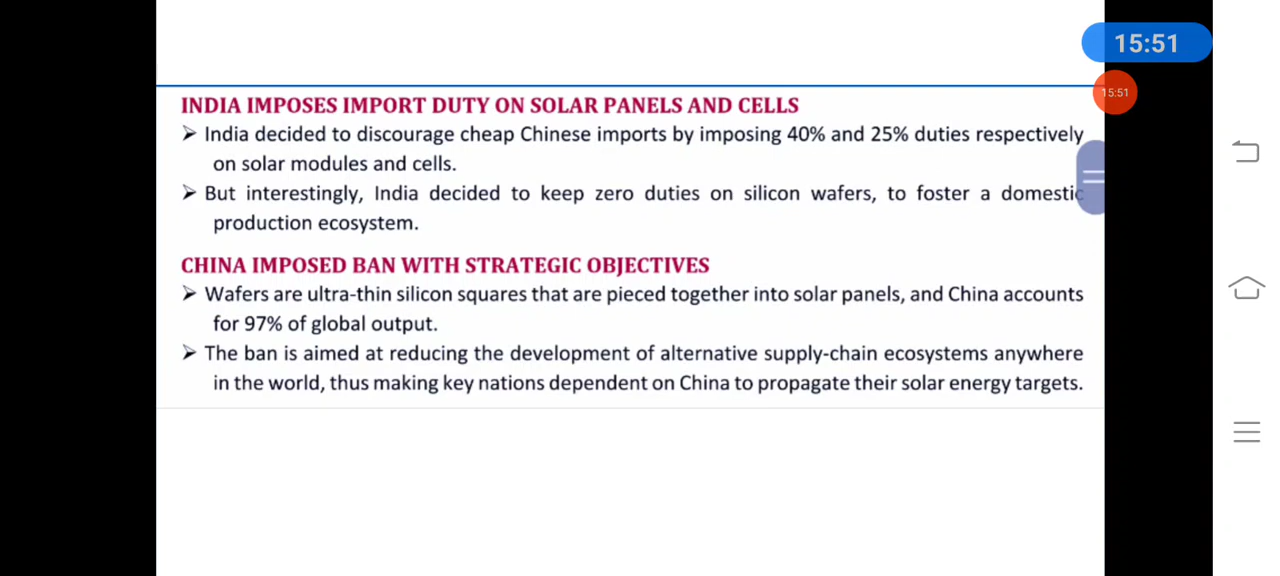 15:51
15:51
INDIA IMPOSES IMPORT DUTY ON SOLAR PANELS AND CELLS
➤ India decided to discourage cheap Chinese imports by imposing 40% and 25% duties respectively
on solar modules and cells.
➤ But interestingly, India decided to keep zero duties on silicon wafers, to foster a domestic
production ecosystem.
CHINA IMPOSED BAN WITH STRATEGIC OBJECTIVES
➤ Wafers are ultra-thin silicon squares that are pieced together into solar panels, and China accounts
for 97% of global output.
➤ The ban is aimed at reducing the development of alternative supply-chain ecosystems anywhere
in the world, thus making key nations dependent on China to propagate their solar energy targets.